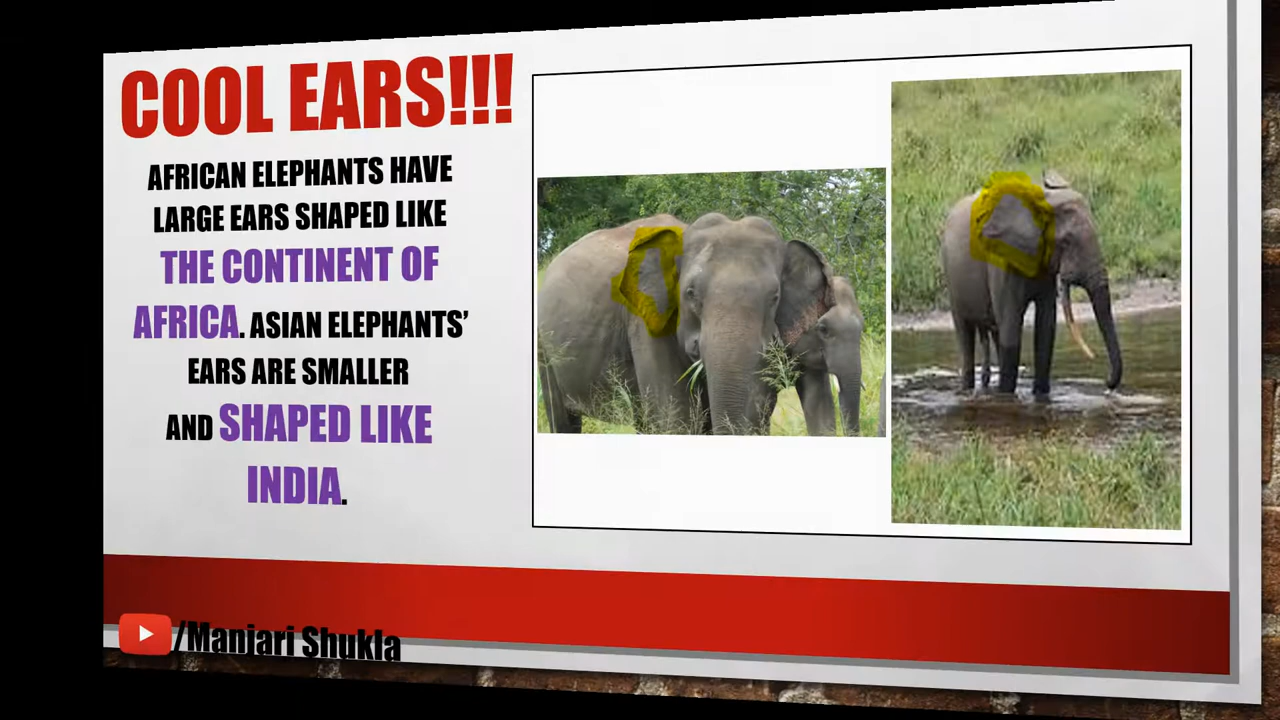 COOL EARS!!!
AFRICAN ELEPHANTS HAVE
LARGE EARS SHAPED LIKE
THE CONTINENT OF
AFRICA. ASIAN ELEPHANTS’
EARS ARE SMALLER
AND SHAPED LIKE
INDIA.
/Manjari Shukla